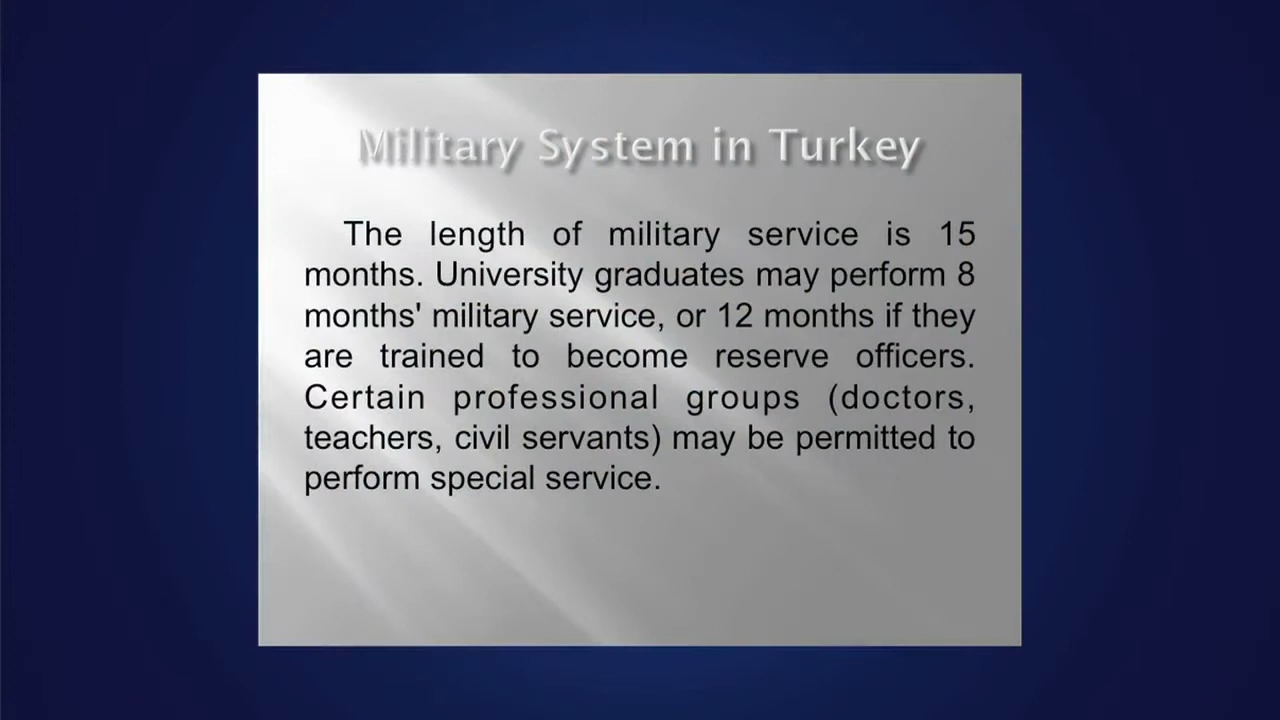 Military System in Turkey
The length of military service is 15
months. University graduates may perform 8
months' military service, or 12 months if they
are trained to become reserve officers.
Certain professional groups (doctors,
teachers, civil servants) may be permitted to
perform special service.